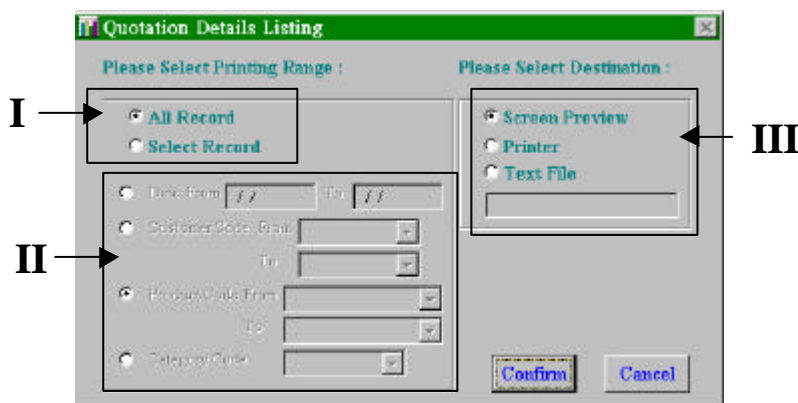 Quotation Details Listing
Please Select Printing Range :
Please Select Destination :
I
All Record
Select Record
Screen Preview
Printer
Text File
III
II
Date From / / To / /
Customer Code From
To
Product Code From
To
Category Code
Confirm
Cancel